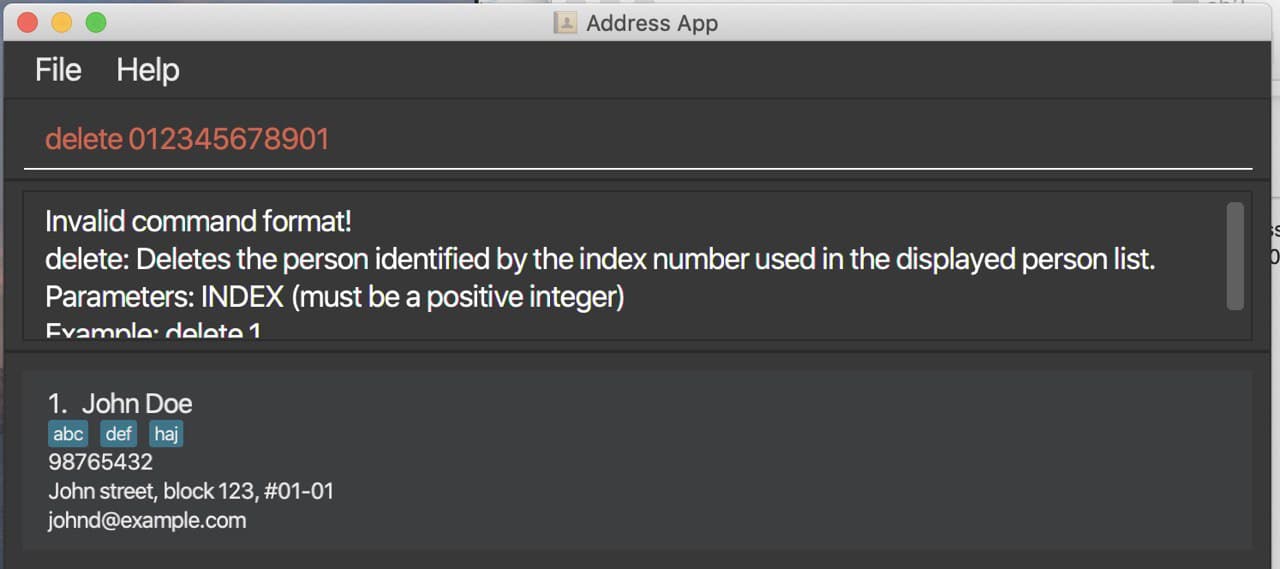 Address App
File Help
delete 012345678901
Invalid command format!
delete: Deletes the person identified by the index number used in the displayed person list.
Parameters: INDEX (must be a positive integer)
Example: delete 1
1. John Doe
abc def haj
98765432
John street, block 123, #01-01
johnd@example.com